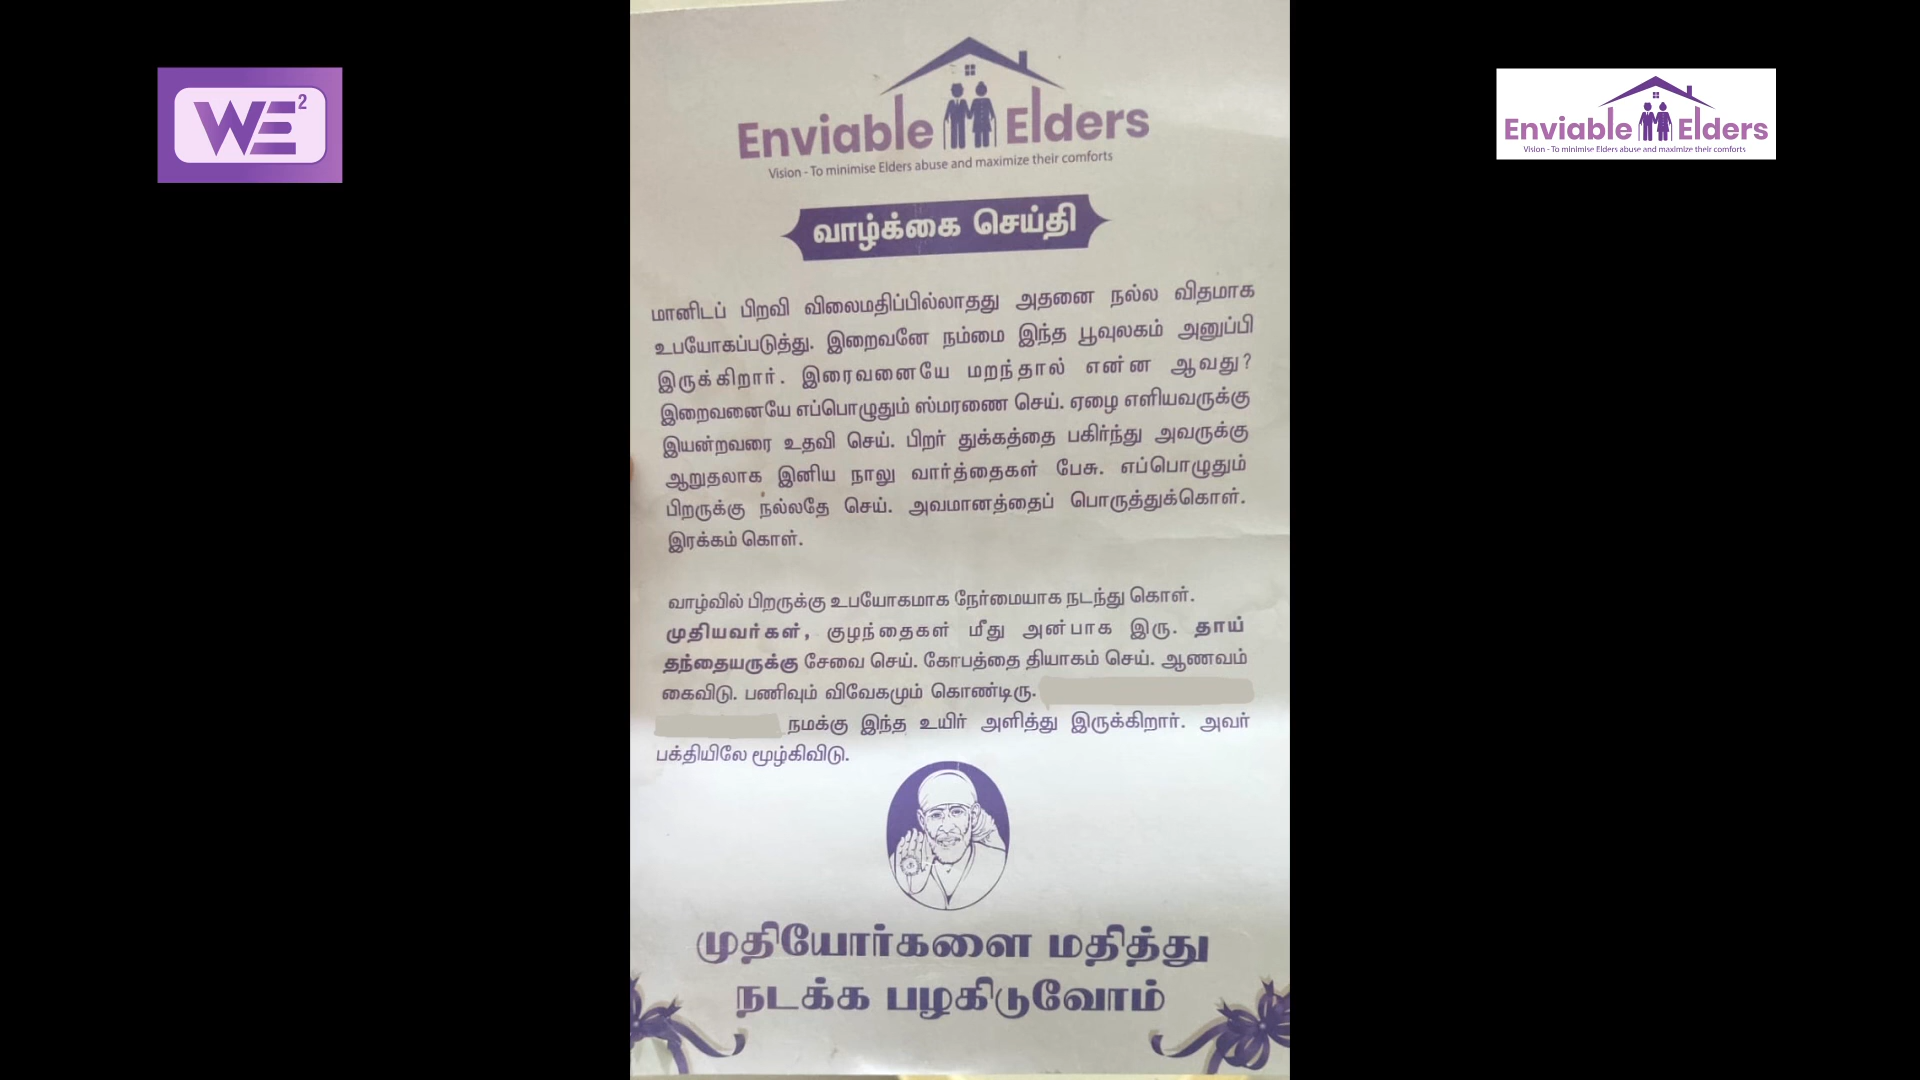 WE²
Enviable Elders
Vision - To minimise Elders abuse and maximize their comforts
Enviable Elders
Vision - To minimise Elders abuse and maximize their comforts
வாழ்க்கை செய்தி
மானிடப் பிறவி விலைமதிப்பில்லாதது அதனை நல்ல விதமாக
உபயோகப்படுத்து. இறைவனே நம்மை இந்த பூவுலகம் அனுப்பி
இருக்கிறார். இரைவனையே மறந்தால் என்ன ஆவது?
இறைவனையே எப்பொழுதும் ஸ்மரணை செய். ஏழை எளியவருக்கு
இயன்றவரை உதவி செய். பிறர் துக்கத்தை பகிர்ந்து அவருக்கு
ஆறுதலாக இனிய நாலு வார்த்தைகள் பேசு. எப்பொழுதும்
பிறருக்கு நல்லதே செய். அவமானத்தைப் பொருத்துக்கொள்.
இரக்கம் கொள்.
வாழ்வில் பிறருக்கு உபயோகமாக நேர்மையாக நடந்து கொள்.
முதியவர்கள், குழந்தைகள் மீது அன்பாக இரு. தாய்
தந்தையருக்கு சேவை செய். கோபத்தை தியாகம் செய். ஆணவம்
கைவிடு. பணிவும் விவேகமும் கொண்டிரு.
நமக்கு இந்த உயிர் அளித்து இருக்கிறார். அவர்
பக்தியிலே மூழ்கிவிடு.
முதியோர்களை மதித்து
நடக்க பழகிடுவோம்